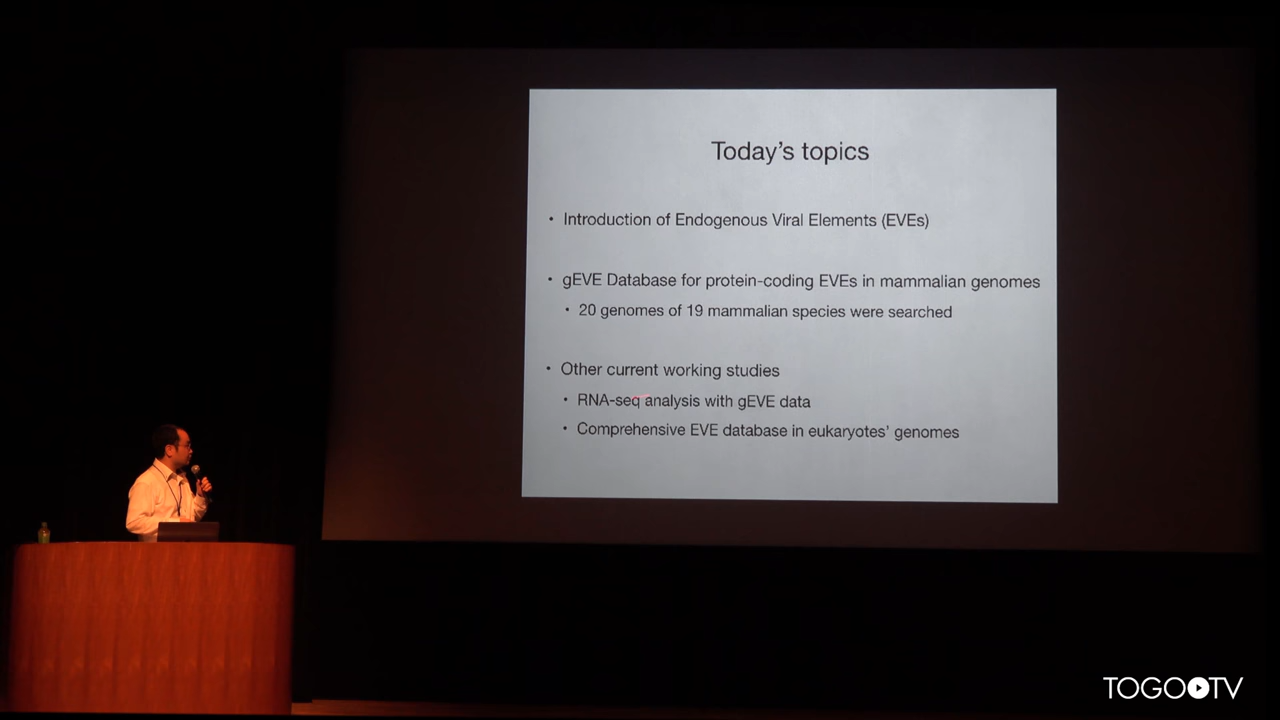 Today's topics
• Introduction of Endogenous Viral Elements (EVEs)
• gEVE Database for protein-coding EVEs in mammalian genomes
• 20 genomes of 19 mammalian species were searched
• Other current working studies
• RNA-seq analysis with gEVE data
• Comprehensive EVE database in eukaryotes' genomes
TOGO TV